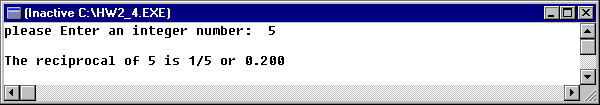 (Inactive C:\HW2_4.EXE)
please Enter an integer number:  5
The reciprocal of 5 is 1/5 or 0.200